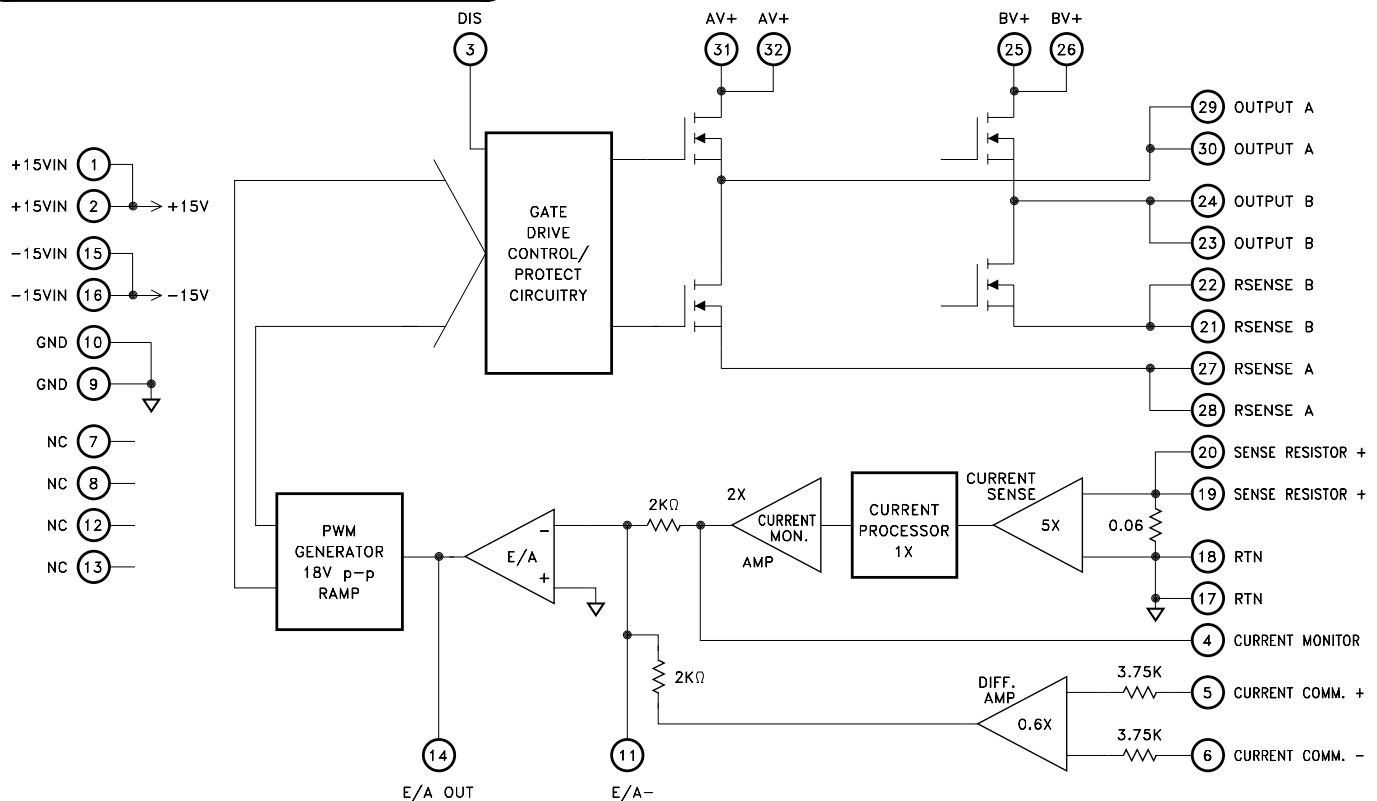 DIS
AV+ AV+
BV+ BV+
3
31
32
25
26
29 OUTPUT A
30 OUTPUT A
24 OUTPUT B
23 OUTPUT B
22 RSENSE B
21 RSENSE B
27 RSENSE A
28 RSENSE A
+15VIN 1
+15VIN 2 +15V
-15VIN 15
-15VIN 16 -15V
GND 10
GND 9
NC 7
NC 8
NC 12
NC 13
GATE
DRIVE
CONTROL/
PROTECT
CIRCUITRY
PWM
GENERATOR
18V p-p
RAMP
E/A
-
+
2KΩ
2X
CURRENT
MON.
AMP
CURRENT
PROCESSOR
1X
CURRENT
SENSE
5X
0.06
20 SENSE RESISTOR +
19 SENSE RESISTOR +
18 RTN
17 RTN
4 CURRENT MONITOR
2KΩ
DIFF.
AMP
0.6X
3.75K
5 CURRENT COMM. +
3.75K
6 CURRENT COMM. -
14
E/A OUT
11
E/A-